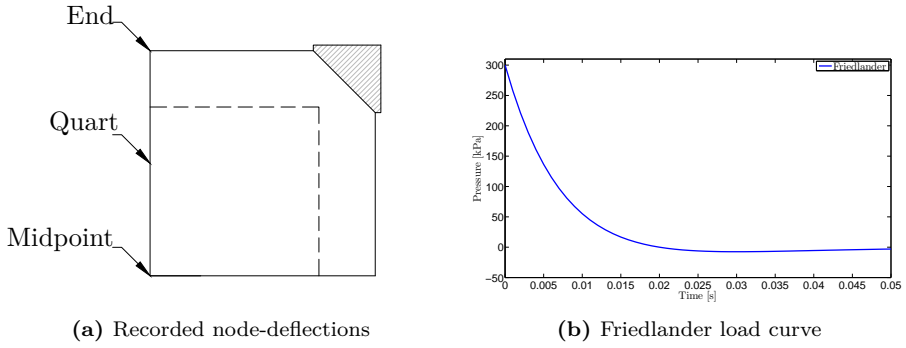 End
Quart
Midpoint
(a) Recorded node-deflections
Friedlander
Pressure [kPa]
300
250
200
150
100
50
0
−50
0 0.005 0.01 0.015 0.02 0.025 0.03 0.035 0.04 0.045 0.05
Time [s]
(b) Friedlander load curve